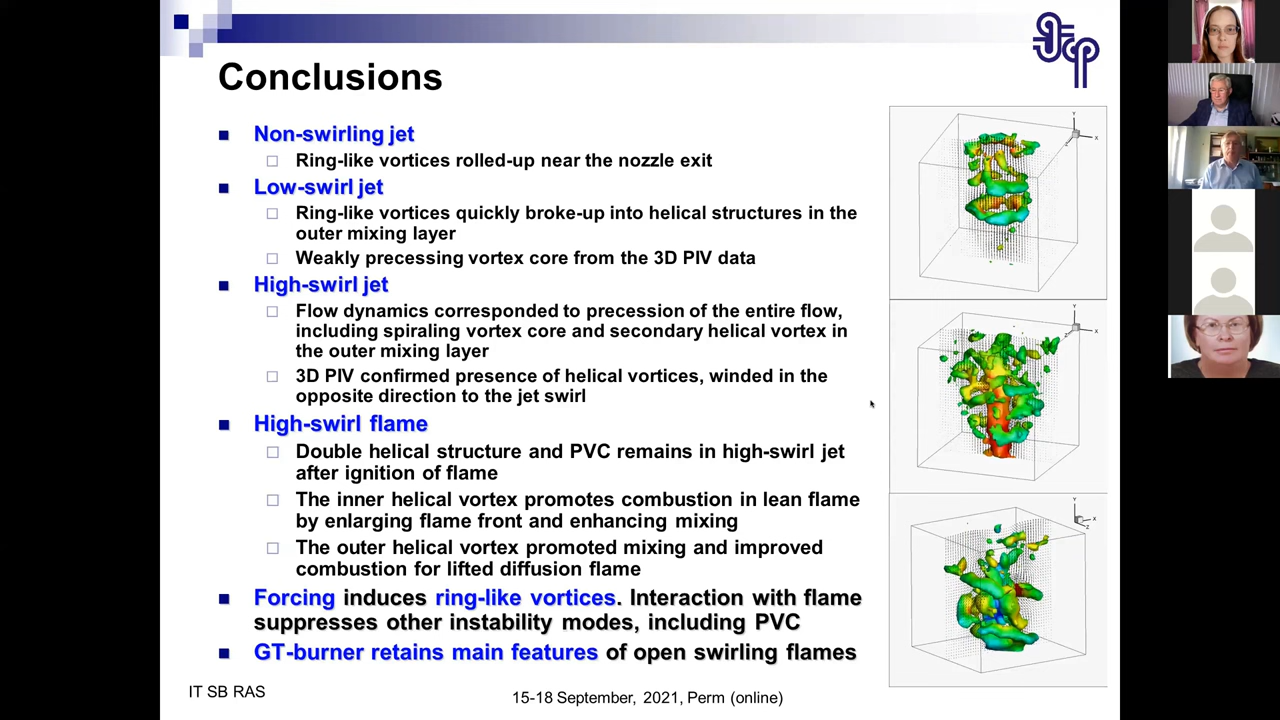 Conclusions
Non-swirling jet
Ring-like vortices rolled-up near the nozzle exit
Low-swirl jet
Ring-like vortices quickly broke-up into helical structures in the
outer mixing layer
Weakly precessing vortex core from the 3D PIV data
High-swirl jet
Flow dynamics corresponded to precession of the entire flow,
including spiraling vortex core and secondary helical vortex in
the outer mixing layer
3D PIV confirmed presence of helical vortices, winded in the
opposite direction to the jet swirl
High-swirl flame
Double helical structure and PVC remains in high-swirl jet
after ignition of flame
The inner helical vortex promotes combustion in lean flame
by enlarging flame front and enhancing mixing
The outer helical vortex promoted mixing and improved
combustion for lifted diffusion flame
Forcing induces ring-like vortices. Interaction with flame
suppresses other instability modes, including PVC
GT-burner retains main features of open swirling flames
Y
X
Z
Y
X
Z
Y
X
Z
IT SB RAS
15-18 September, 2021, Perm (online)